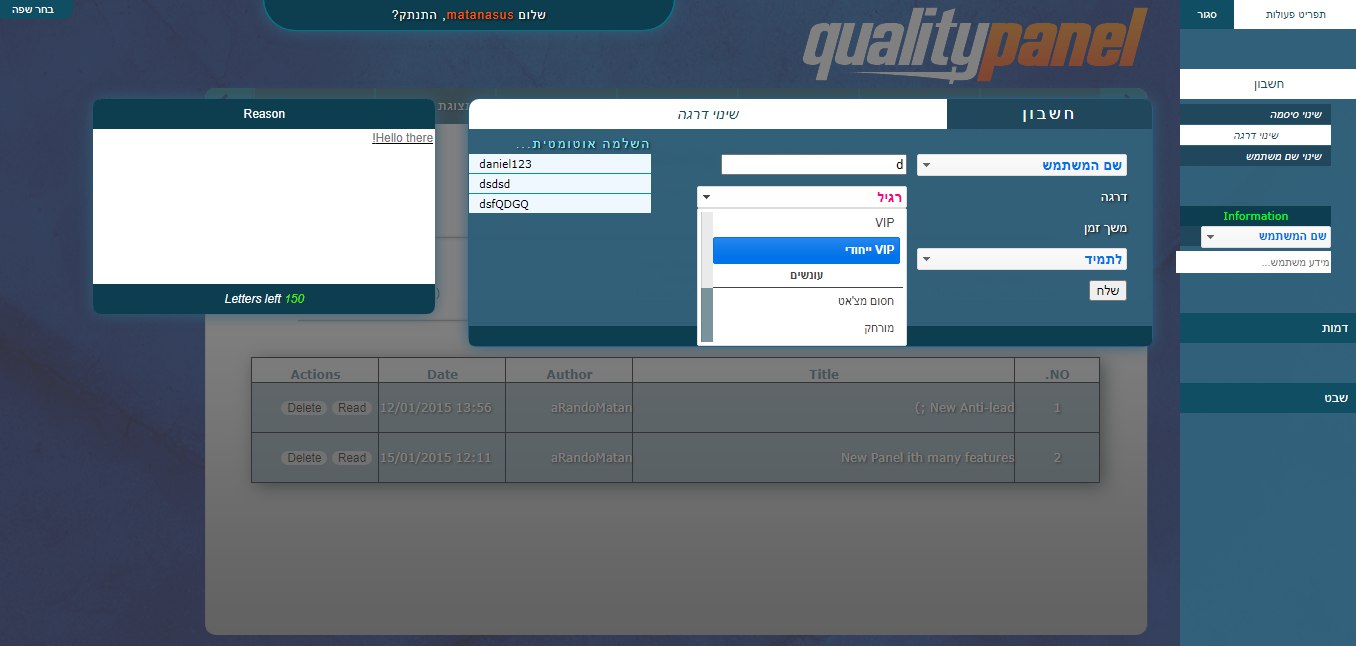 בחר שפה
שלום matanasus, התנתק?
qualitypanel
תפריט פעולות
סגור
חשבון
שינוי סיסמה
שינוי דרגה
שינוי שם משתמש
Information
שם המשתמש
מידע משתמש...
דמות
שבט
חשבון
שינוי דרגה
שם המשתמש
d
השלמה אוטומטית...
daniel123
dsdsd
dsfQDGQ
דרגה
רגיל
VIP
VIP ייחודי
עונשים
חסום מצ'אט
מורחק
משך זמן
לתמיד
שלח
Reason
!Hello there
Letters left 150
Actions Date Author Title .NO
Delete Read 12/01/2015 13:56 aRandoMatan (; New Anti-lead 1
Delete Read 15/01/2015 12:11 aRandoMatan New Panel ith many features 2